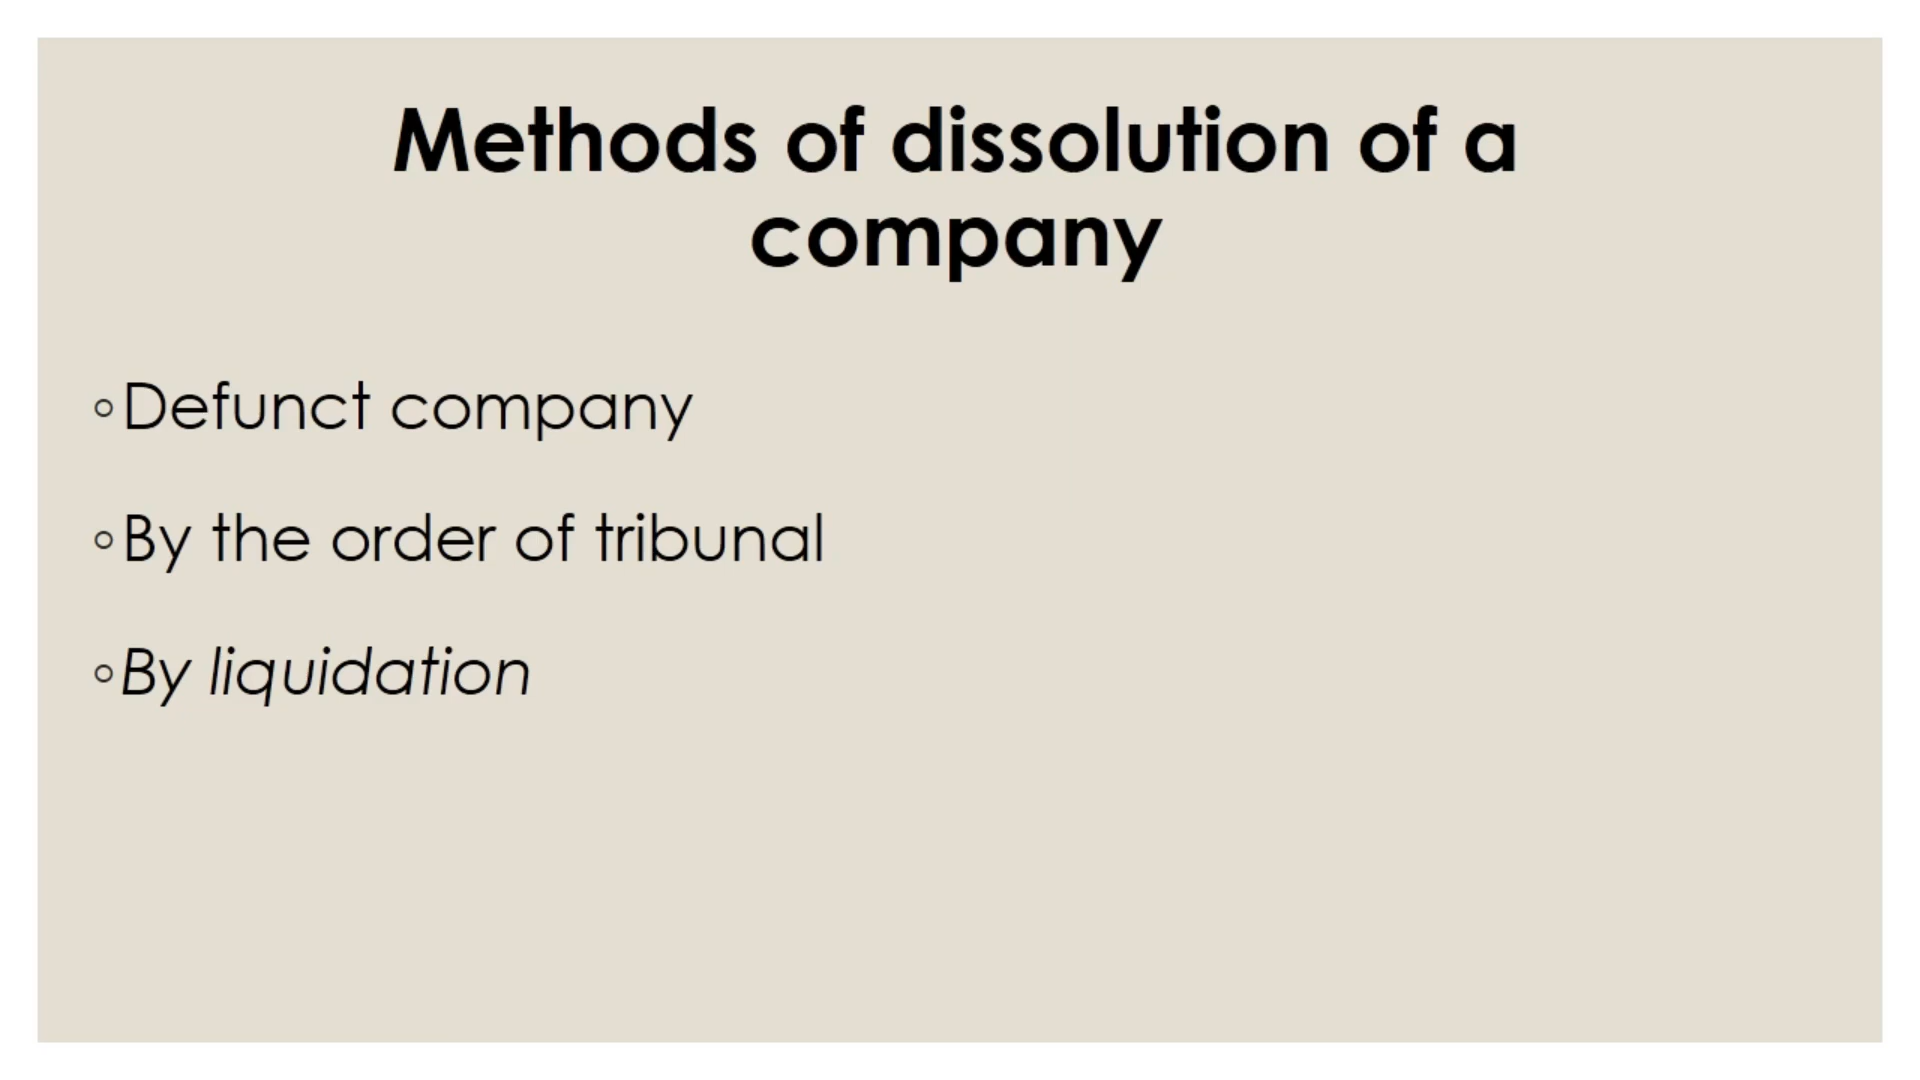 Methods of dissolution of a
company
◦Defunct company
◦By the order of tribunal
◦By liquidation